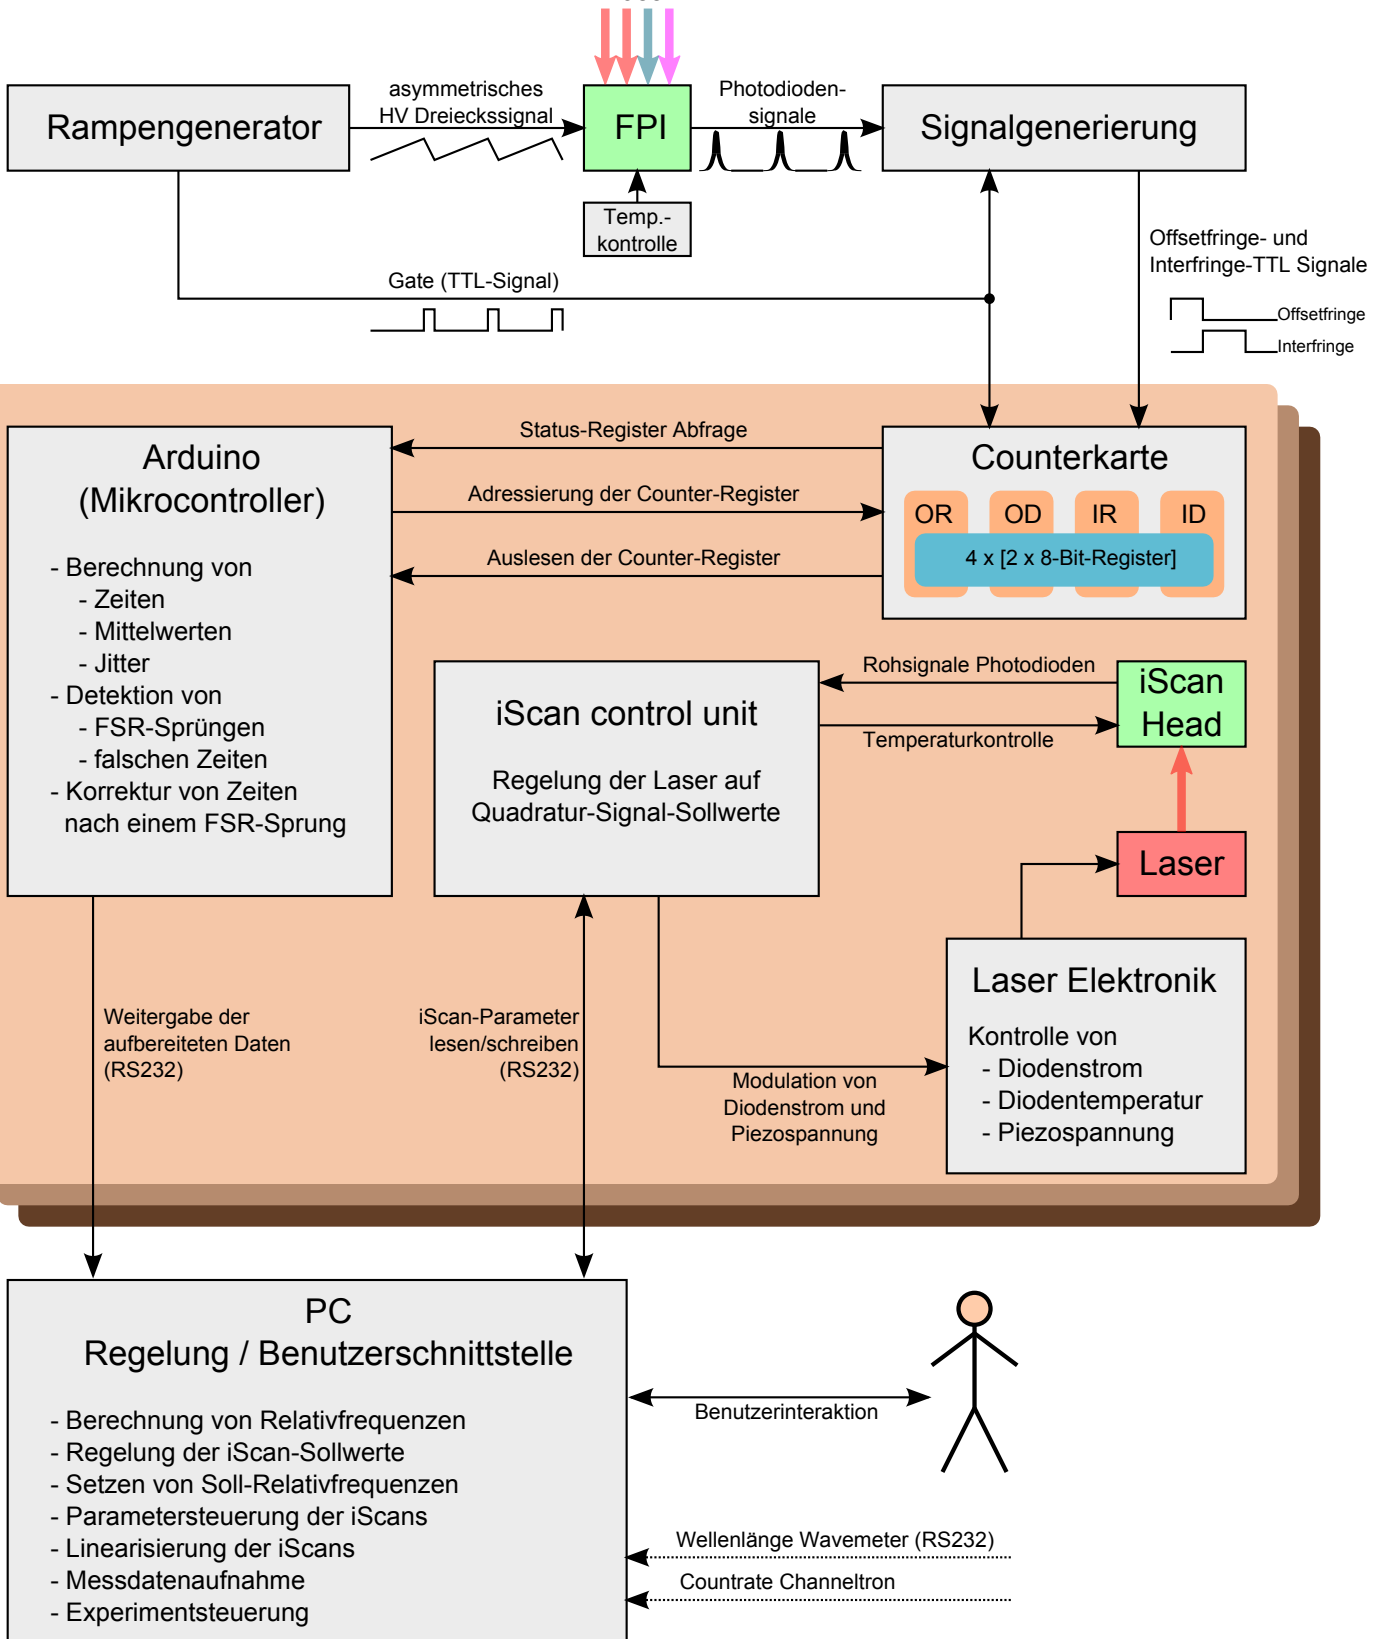 asymmetrisches
HV Dreieckssignal
Photodioden-
signale
Rampengenerator
FPI
Signalgenerierung
Temp.-
kontrolle
Gate (TTL-Signal)
Offsetfringe- und
Interfringe-TTL Signale
Offsetfringe
Interfringe
Arduino
(Mikrocontroller)
- Berechnung von
- Zeiten
- Mittelwerten
- Jitter
- Detektion von
- FSR-Sprüngen
- falschen Zeiten
- Korrektur von Zeiten
nach einem FSR-Sprung
Status-Register Abfrage
Adressierung der Counter-Register
Auslesen der Counter-Register
Counterkarte
OR OD IR ID
4 x [2 x 8-Bit-Register]
iScan control unit
Regelung der Laser auf
Quadratur-Signal-Sollwerte
Rohsignale Photodioden
Temperaturkontrolle
iScan
Head
Laser
Laser Elektronik
Kontrolle von
- Diodenstrom
- Diodentemperatur
- Piezospannung
Weitergabe der
aufbereiteten Daten
(RS232)
iScan-Parameter
lesen/schreiben
(RS232)
Modulation von
Diodenstrom und
Piezospannung
PC
Regelung / Benutzerschnittstelle
- Berechnung von Relativfrequenzen
- Regelung der iScan-Sollwerte
- Setzen von Soll-Relativfrequenzen
- Parametersteuerung der iScans
- Linearisierung der iScans
- Messdatenaufnahme
- Experimentsteuerung
Benutzerinteraktion
Wellenlänge Wavemeter (RS232)
Countrate Channeltron